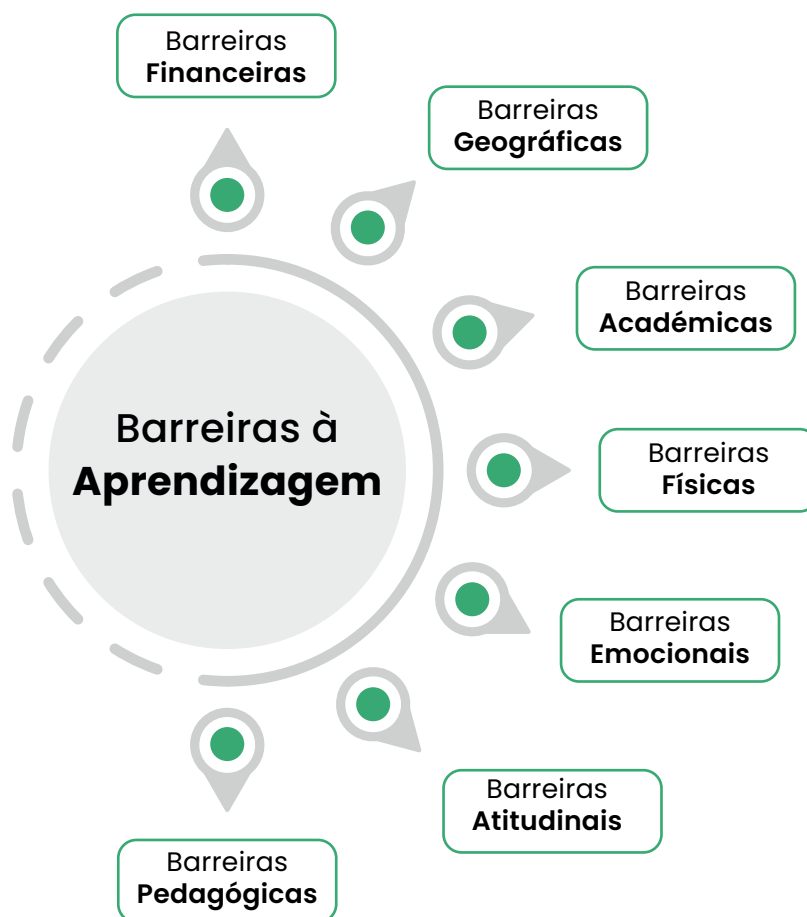 Barreiras
Financeiras
Barreiras
Geográficas
Barreiras
Académicas
Barreiras à
Aprendizagem
Barreiras
Físicas
Barreiras
Emocionais
Barreiras
Atitudinais
Barreiras
Pedagógicas